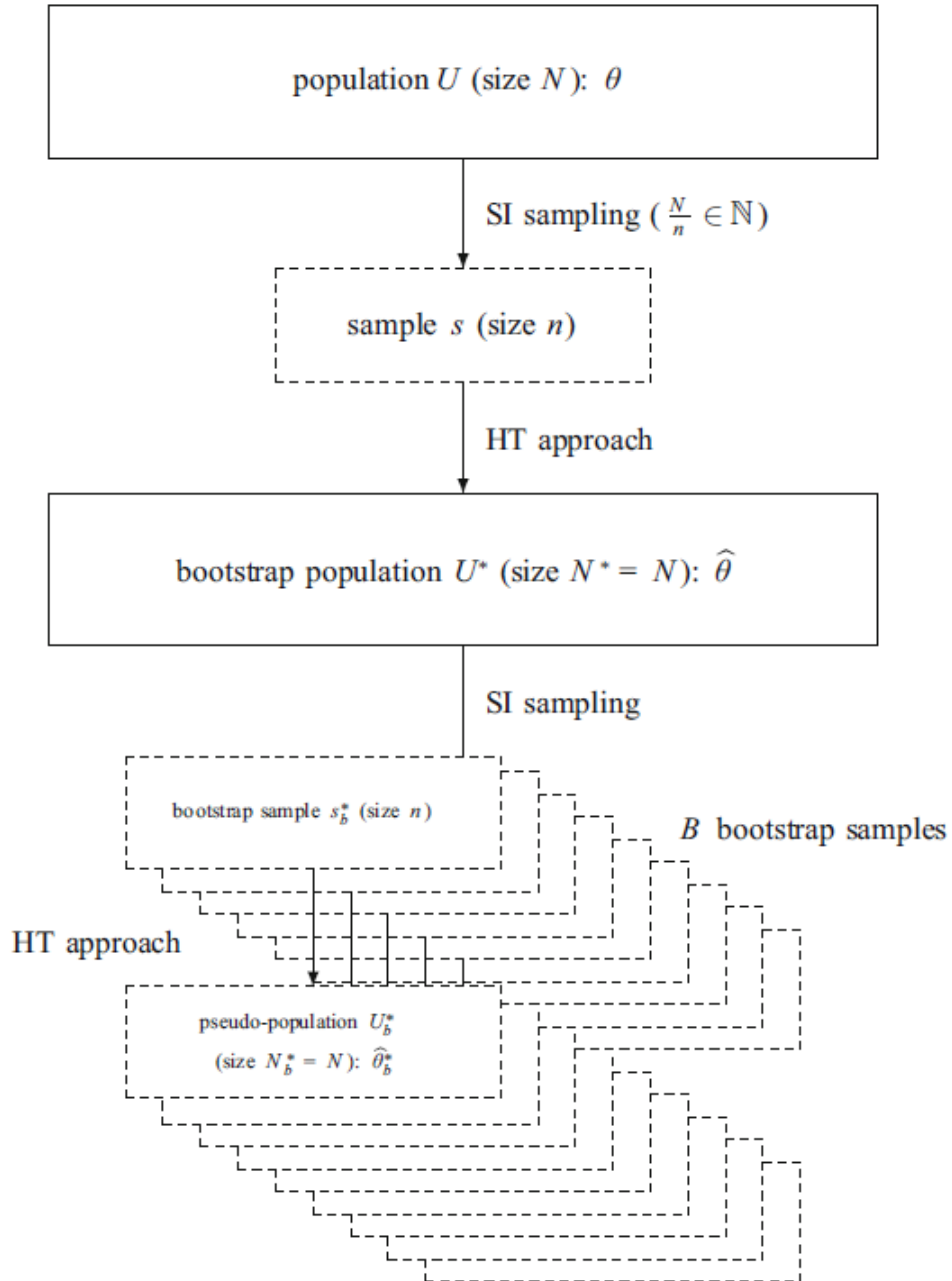 population U (size N): θ
SI sampling ( N/n ∈ ℕ)
sample s (size n)
HT approach
bootstrap population U* (size N* = N): θ̂
SI sampling
bootstrap sample s*_b (size n)
B bootstrap samples
HT approach
pseudo-population U*_b
(size N*_b = N): θ̂*_b